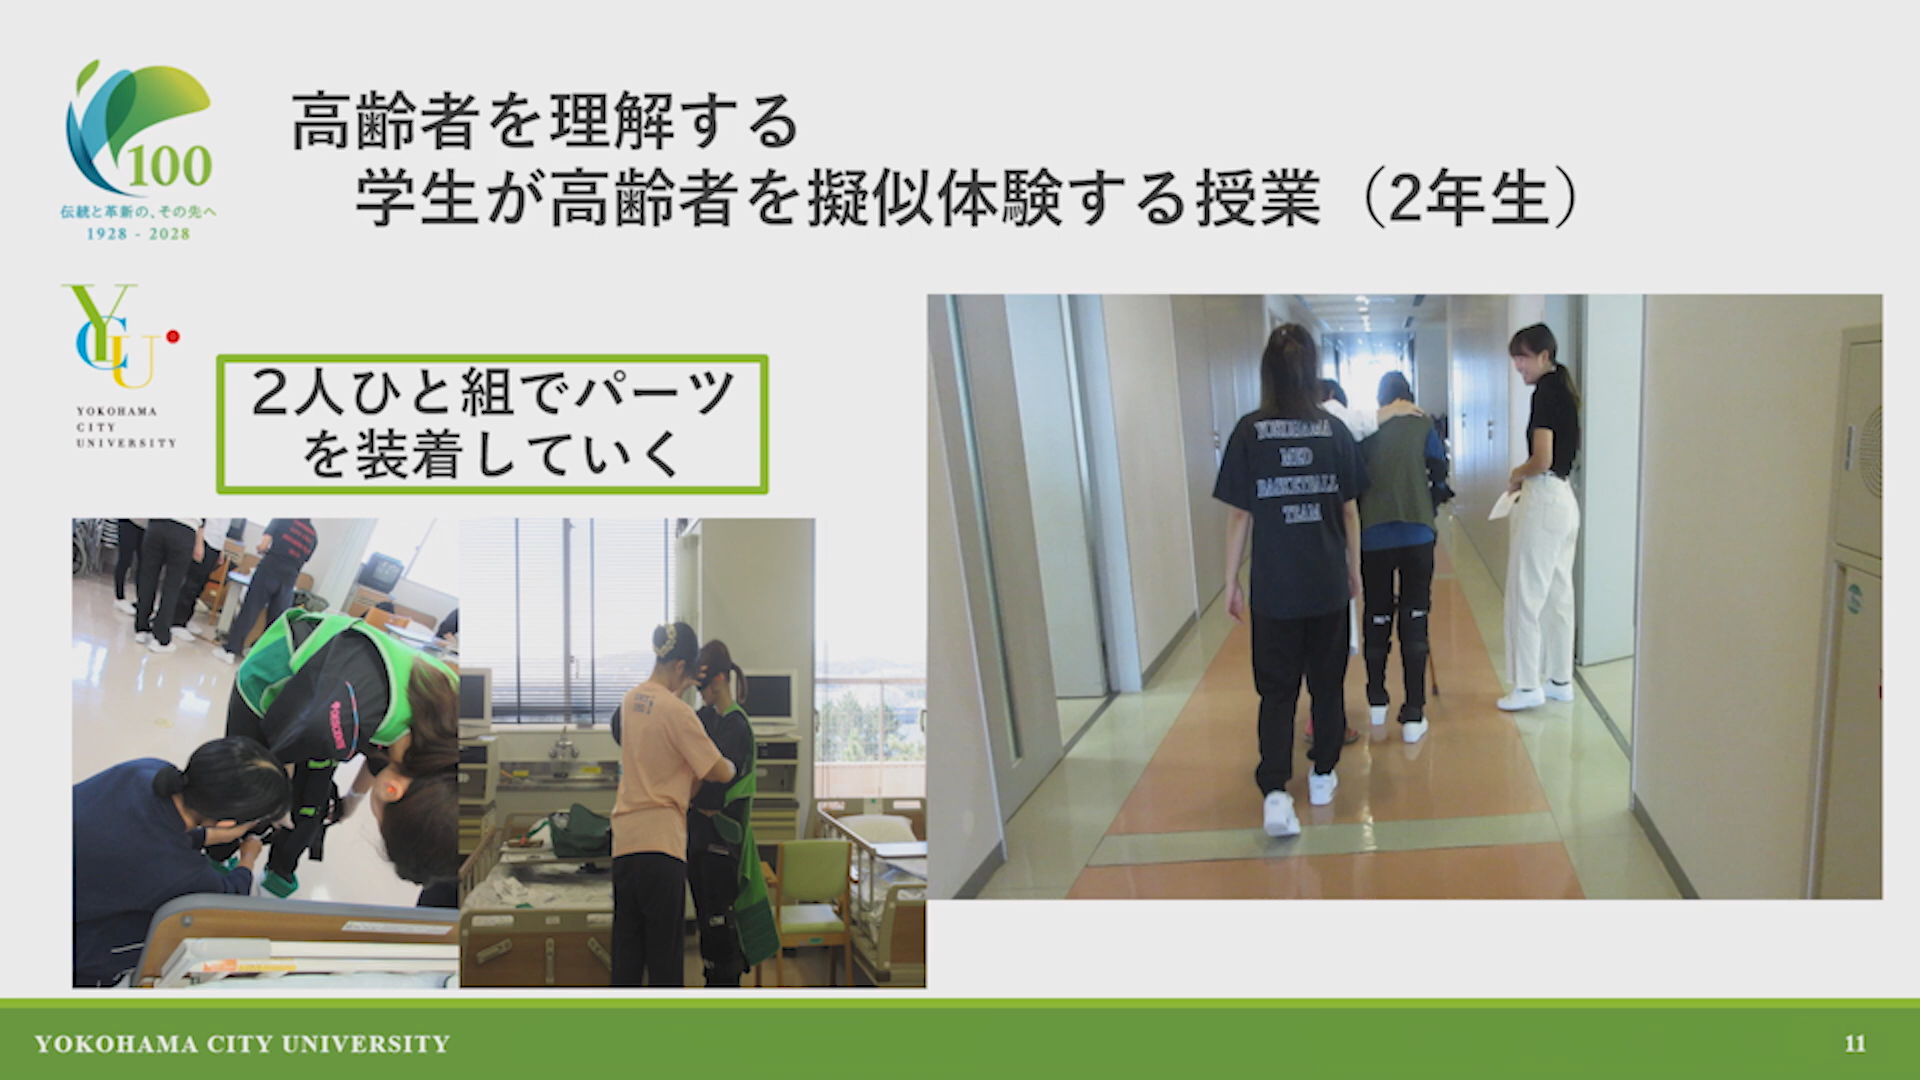 100
伝統と革新の、その先へ
1928 - 2028
高齢者を理解する
学生が高齢者を擬似体験する授業（2年生）
YCU
YOKOHAMA
CITY
UNIVERSITY
2人ひと組でパーツ
を装着していく
YOKOHAMA
MED
BASKETBALL
TEAM
YOKOHAMA CITY UNIVERSITY
11